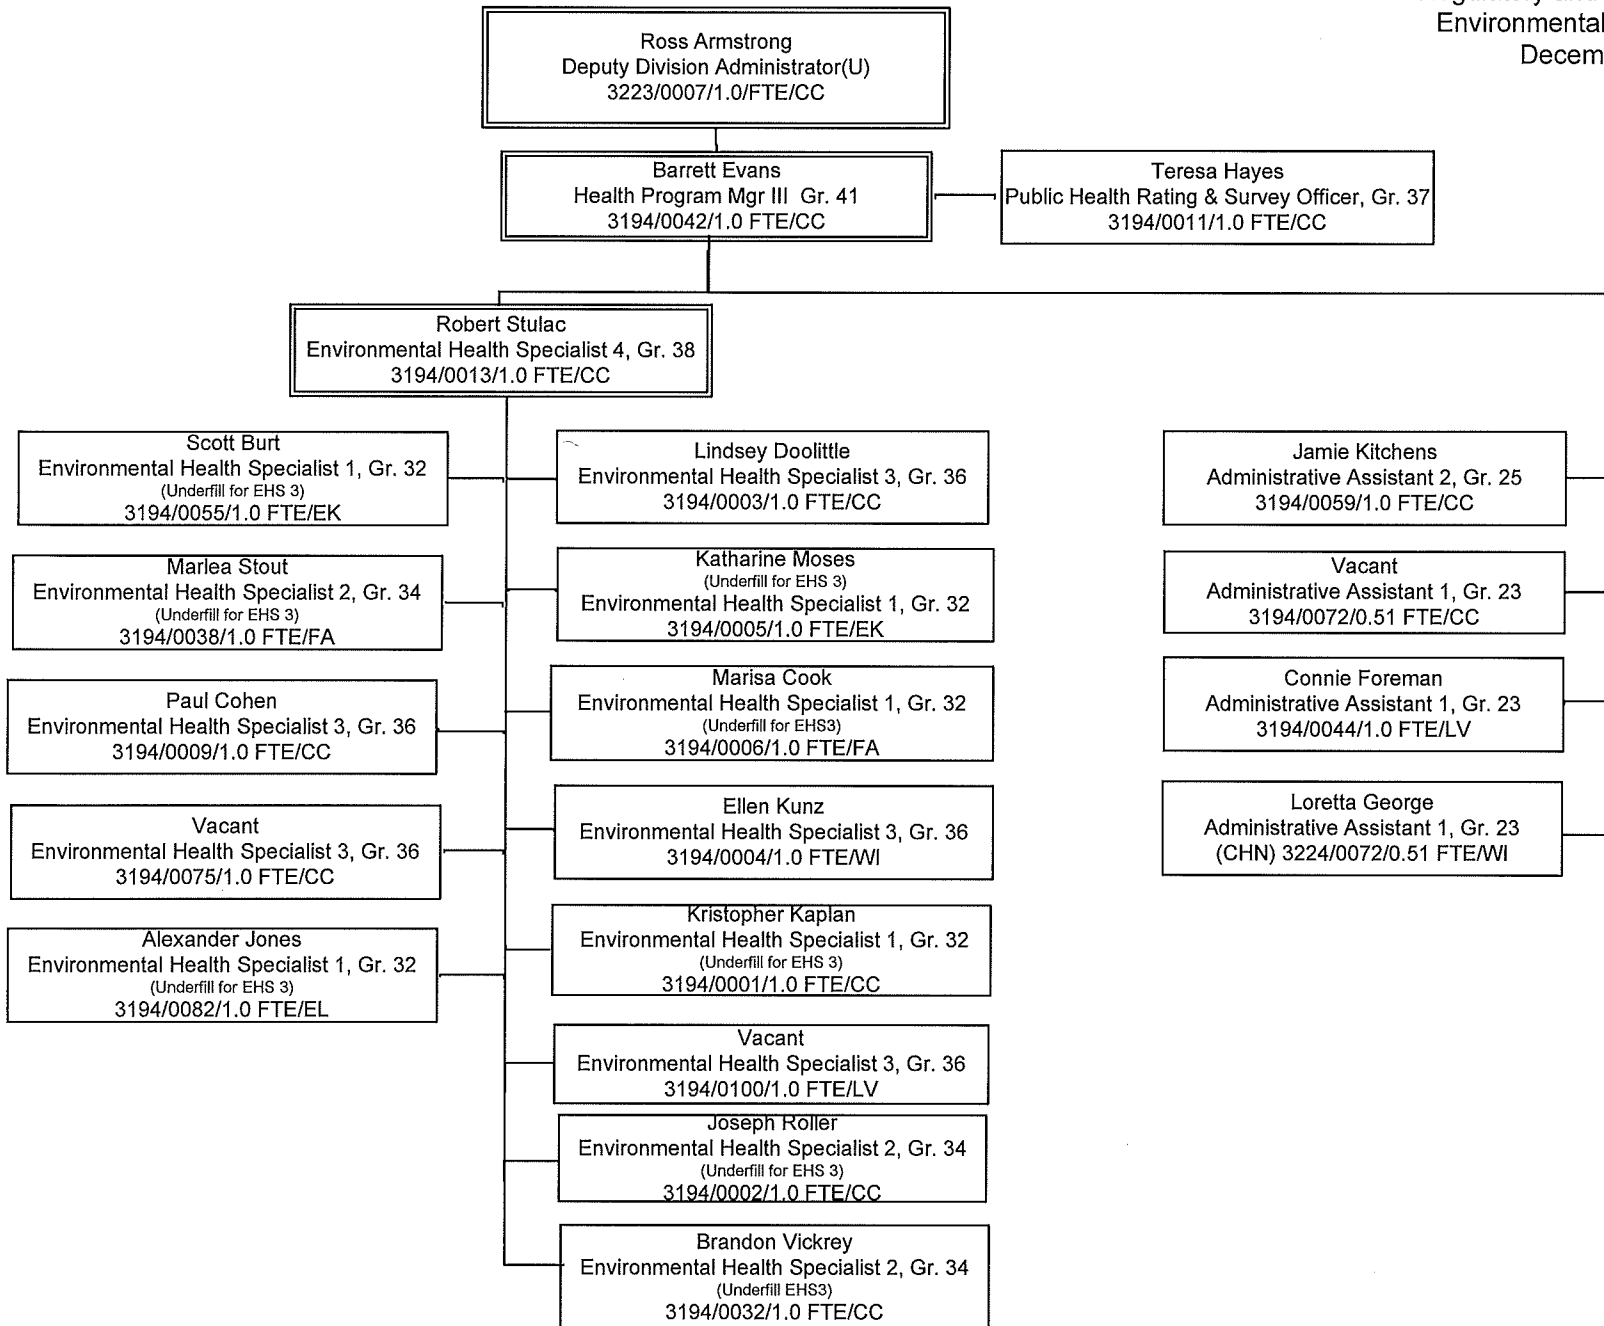 Environmental
Decem
Ross Armstrong
Deputy Division Administrator(U)
3223/0007/1.0/FTE/CC
Barrett Evans
Health Program Mgr III  Gr. 41
3194/0042/1.0 FTE/CC
Teresa Hayes
Public Health Rating & Survey Officer, Gr. 37
3194/0011/1.0 FTE/CC
Robert Stulac
Environmental Health Specialist 4, Gr. 38
3194/0013/1.0 FTE/CC
Scott Burt
Environmental Health Specialist 1, Gr. 32
(Underfill for EHS 3)
3194/0055/1.0 FTE/EK
Marlea Stout
Environmental Health Specialist 2, Gr. 34
(Underfill for EHS 3)
3194/0038/1.0 FTE/FA
Paul Cohen
Environmental Health Specialist 3, Gr. 36
3194/0009/1.0 FTE/CC
Vacant
Environmental Health Specialist 3, Gr. 36
3194/0075/1.0 FTE/CC
Alexander Jones
Environmental Health Specialist 1, Gr. 32
(Underfill for EHS 3)
3194/0082/1.0 FTE/EL
Lindsey Doolittle
Environmental Health Specialist 3, Gr. 36
3194/0003/1.0 FTE/CC
Katharine Moses
(Underfill for EHS 3)
Environmental Health Specialist 1, Gr. 32
3194/0005/1.0 FTE/EK
Marisa Cook
Environmental Health Specialist 1, Gr. 32
(Underfill for EHS3)
3194/0006/1.0 FTE/FA
Ellen Kunz
Environmental Health Specialist 3, Gr. 36
3194/0004/1.0 FTE/WI
Kristopher Kaplan
Environmental Health Specialist 1, Gr. 32
(Underfill for EHS 3)
3194/0001/1.0 FTE/CC
Vacant
Environmental Health Specialist 3, Gr. 36
3194/0100/1.0 FTE/LV
Joseph Roller
Environmental Health Specialist 2, Gr. 34
(Underfill for EHS 3)
3194/0002/1.0 FTE/CC
Brandon Vickrey
Environmental Health Specialist 2, Gr. 34
(Underfill EHS3)
3194/0032/1.0 FTE/CC
Jamie Kitchens
Administrative Assistant 2, Gr. 25
3194/0059/1.0 FTE/CC
Vacant
Administrative Assistant 1, Gr. 23
3194/0072/0.51 FTE/CC
Connie Foreman
Administrative Assistant 1, Gr. 23
3194/0044/1.0 FTE/LV
Loretta George
Administrative Assistant 1, Gr. 23
(CHN) 3224/0072/0.51 FTE/WI